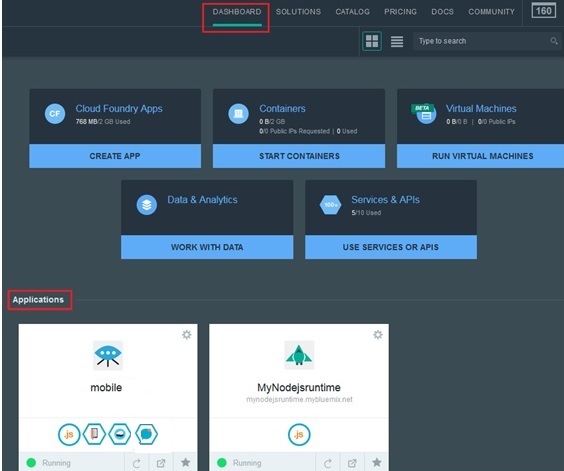 DASHBOARD SOLUTIONS CATALOG PRICING DOCS COMMUNITY 160
Type to search
CF Cloud Foundry Apps
768 MB/2 GB Used
CREATE APP
Containers
0 B/2 GB
0/0 Public IPs Requested | 0 Used
START CONTAINERS
BETA Virtual Machines
0 B/0 B | 0/0 Public IPs
RUN VIRTUAL MACHINES
Data & Analytics
WORK WITH DATA
100+ Services & APIs
5/10 Used
USE SERVICES OR APIS
Applications
mobile
.js
Running
MyNodejsruntime
mynodejsruntime.mybluemix.net
.js
Running